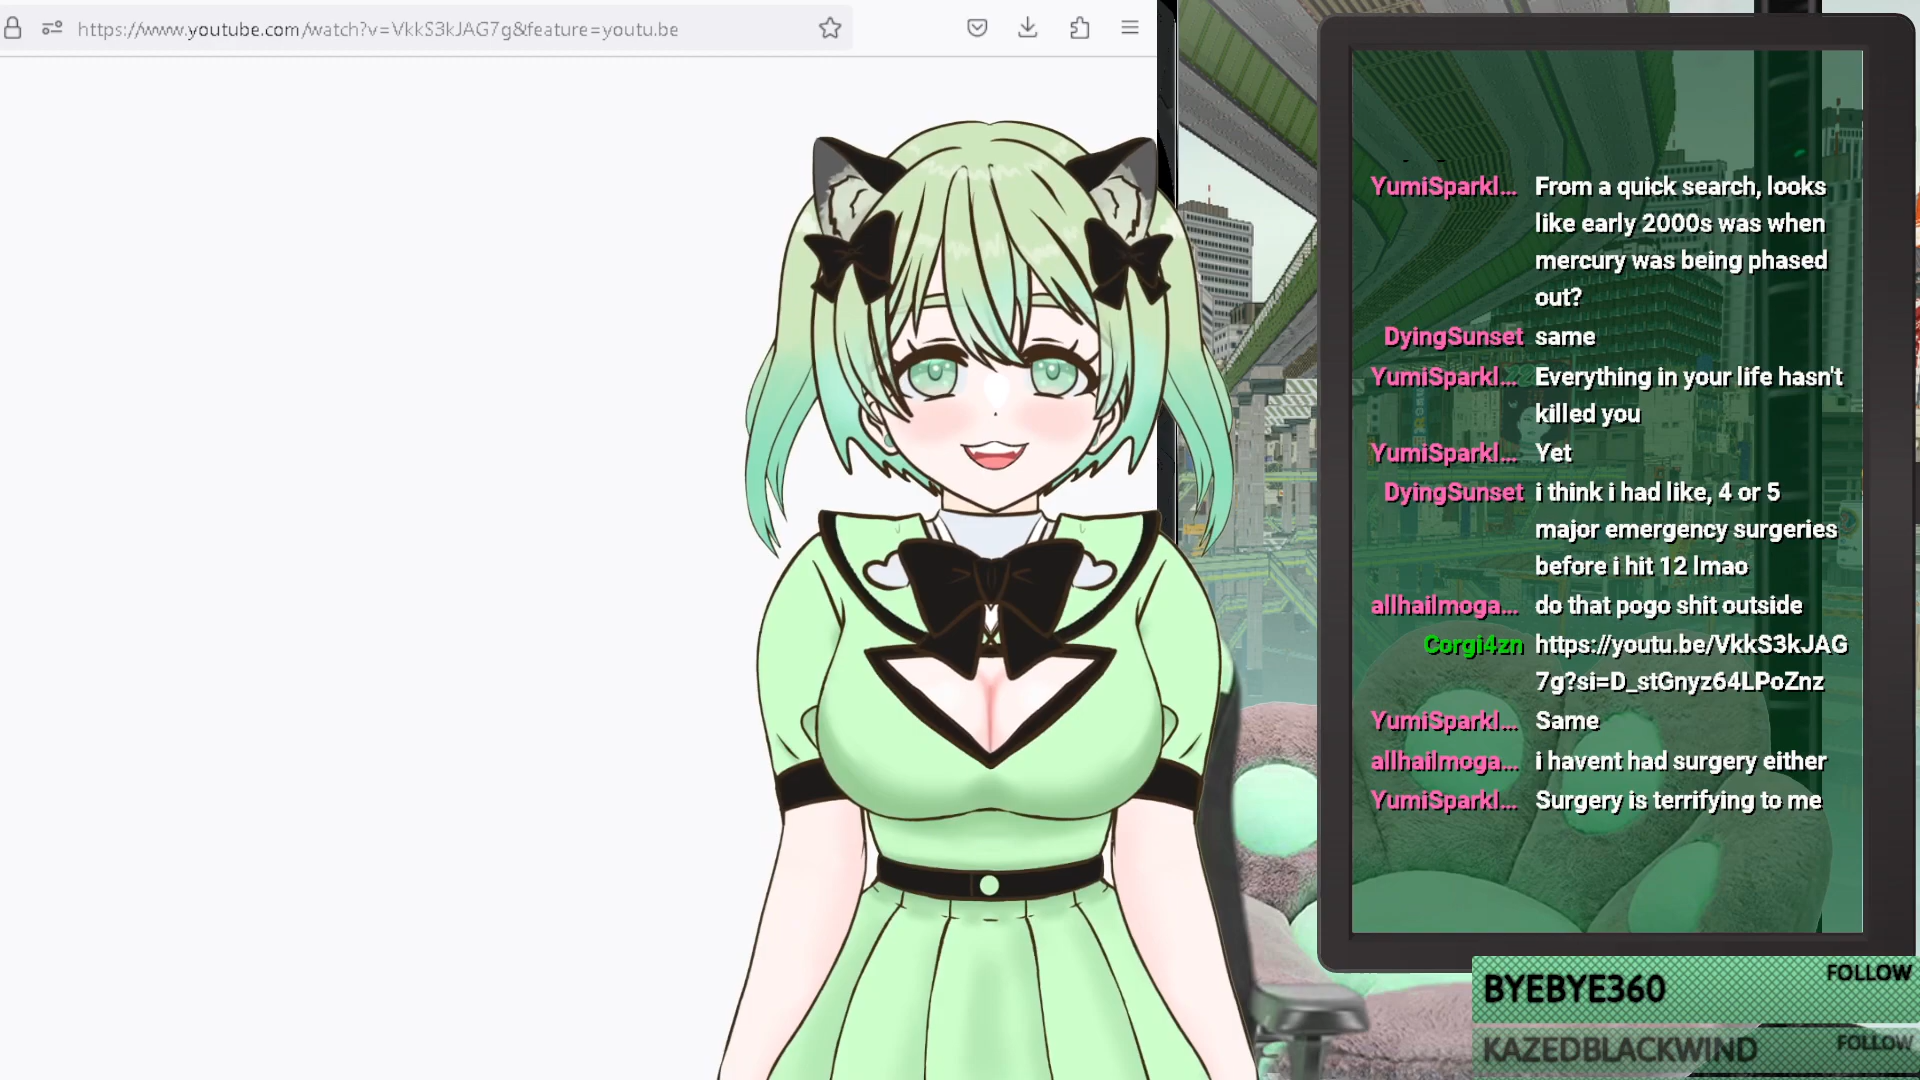 https://www.youtube.com/watch?v=VkkS3kJAG7g&feature=youtu.be
YumiSparkl... From a quick search, looks
like early 2000s was when
mercury was being phased
out?
DyingSunset same
YumiSparkl... Everything in your life hasn't
killed you
YumiSparkl... Yet
DyingSunset i think i had like, 4 or 5
major emergency surgeries
before i hit 12 lmao
allhailmoga... do that pogo shit outside
Corgi4zn https://youtu.be/VkkS3kJAG
7g?si=D_stGnyz64LPoZnz
YumiSparkl... Same
allhailmoga... i havent had surgery either
YumiSparkl... Surgery is terrifying to me
BYEBYE360 FOLLOW
KAZEDBLACKWIND FOLLOW